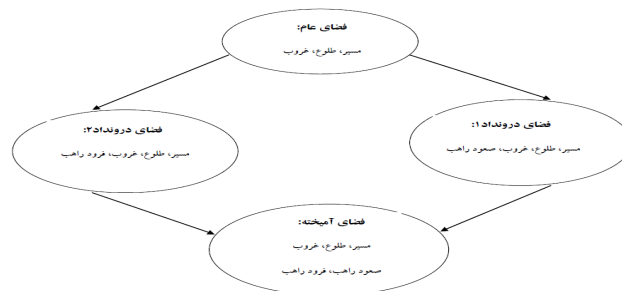 فضای عام:
مسیر، طلوع، غروب
فضای درونداد۱:
مسیر، طلوع، غروب، صعود راهب
فضای درونداد۲:
مسیر، طلوع، غروب، فرود راهب
فضای آمیخته:
مسیر، طلوع، غروب
صعود راهب، فرود راهب